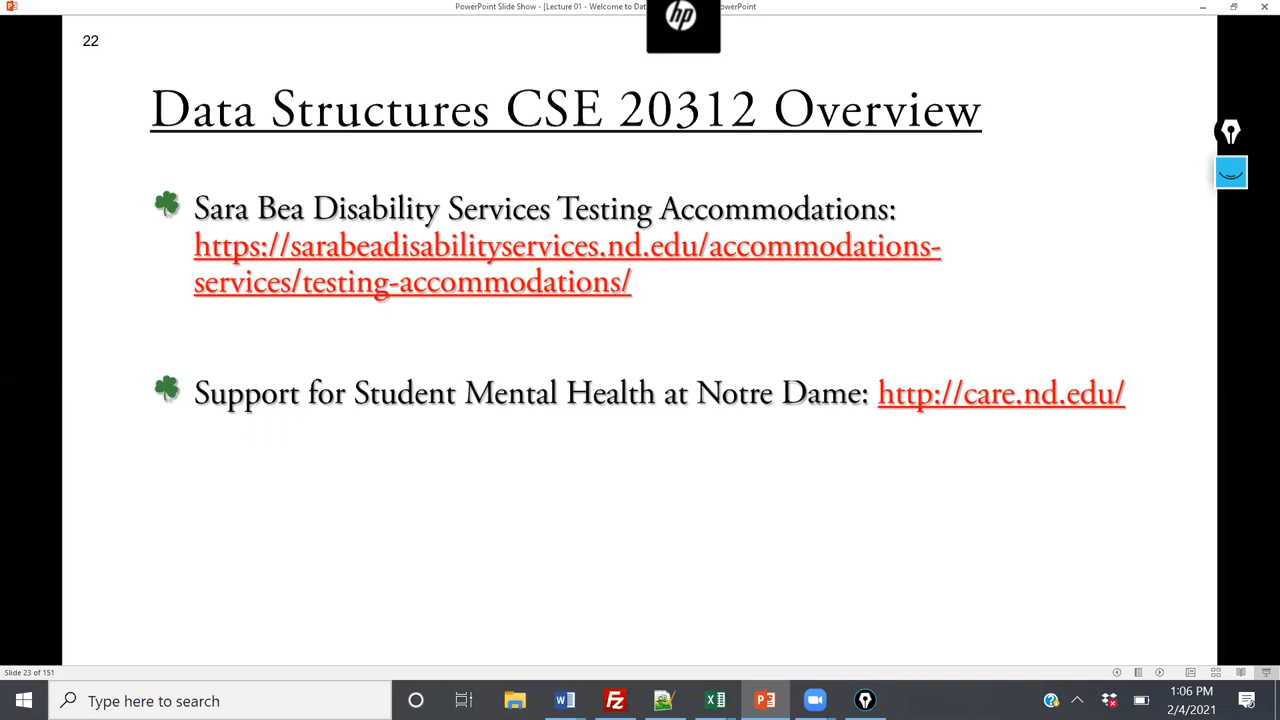 PowerPoint Slide Show - [Lecture 01 - Welcome to Dat
owerPoint
hp
22
Data Structures CSE 20312 Overview
Sara Bea Disability Services Testing Accommodations:
https://sarabeadisabilityservices.nd.edu/accommodations-
services/testing-accommodations/
Support for Student Mental Health at Notre Dame: http://care.nd.edu/
Slide 23 of 151
Type here to search
1:06 PM
2/4/2021